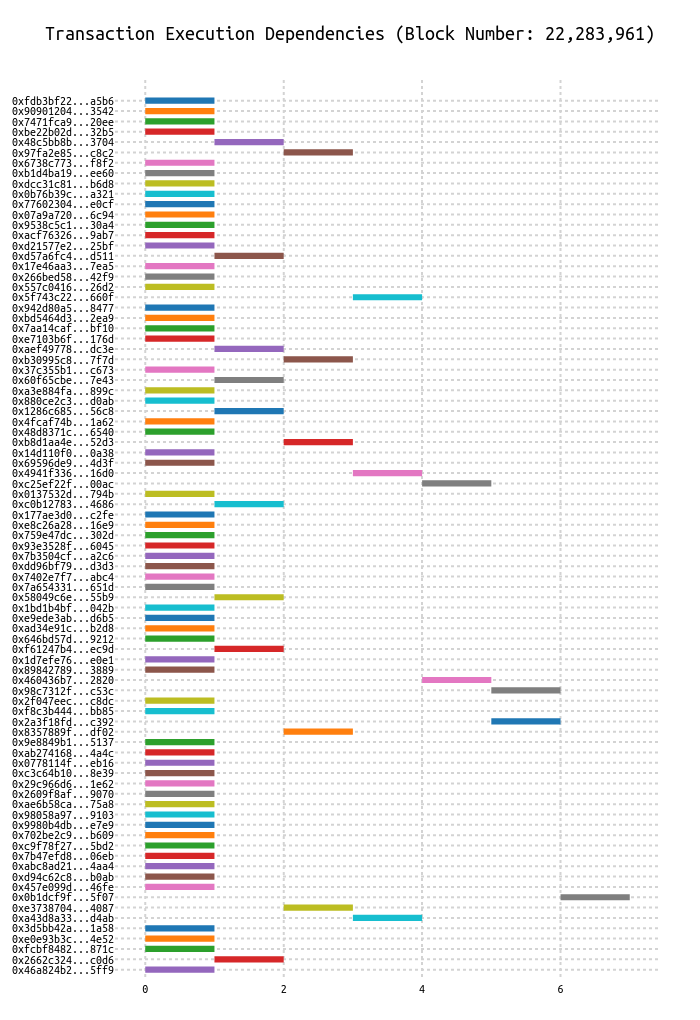 Transaction Execution Dependencies (Block Number: 22,283,961)
0xfdb3bf22...a5b6
0x90901204...3542
0x7471fca9...20ee
0xbe22b02d...32b5
0x48c5bb8b...3704
0x97fa2e85...c8c2
0x6738c773...f8f2
0xb1d4ba19...ee60
0xdcc31c81...b6d8
0x0b76b39c...a321
0x77602304...e0cf
0x07a9a720...6c94
0x9538c5c1...30a4
0xacf76326...9ab7
0xd21577e2...25bf
0xd57a6fc4...d511
0x17e46aa3...7ea5
0x266bed58...42f9
0x557c0416...26d2
0x5f743c22...660f
0x942d80a5...8477
0xbd5464d3...2ea9
0x7aa14caf...bf10
0xe7103b6f...176d
0xaef49778...dc3e
0xb30995c8...7f7d
0x37c355b1...c673
0x60f65cbe...7e43
0xa3e884fa...899c
0x880ce2c3...d0ab
0x1286c685...56c8
0x4fcaf74b...1a62
0x48d8371c...6540
0xb8d1aa4e...52d3
0x14d110f0...0a38
0x69596de9...4d3f
0x4941f336...16d0
0xc25ef22f...00ac
0x0137532d...794b
0xc0b12783...4686
0x177ae3d0...c2fe
0xe8c26a28...16e9
0x759e47dc...302d
0x93e3528f...6045
0x7b3504cf...a2c6
0xdd96bf79...d3d3
0x7402e7f7...abc4
0x7a654331...651d
0x58049c6e...55b9
0x1bd1b4bf...042b
0xe9ede3ab...d6b5
0xad34e91c...b2d8
0x646bd57d...9212
0xf61247b4...ec9d
0x1d7efe76...e0e1
0x89842789...3889
0x460436b7...2820
0x98c7312f...c53c
0x2f047eec...c8dc
0xf8c3b444...bb85
0x2a3f18fd...c392
0x8357889f...df02
0x9e8849b1...5137
0xab274168...4a4c
0x0778114f...eb16
0xc3c64b10...8e39
0x29c966d6...1e62
0x2609f8af...9070
0xae6b58ca...75a8
0x98058a97...9103
0x9980b4db...e7e9
0x702be2c9...b609
0xc9f78f27...5bd2
0x7b47efd8...06eb
0xabc8ad21...4aa4
0xd94c62c8...b0ab
0x457e099d...46fe
0x0b1dcf9f...5f07
0xe3738704...4087
0xa43d8a33...d4ab
0x3d5bb42a...1a58
0xe0e93b3c...4e52
0xfcbf8482...871c
0x2662c324...c0d6
0x46a824b2...5ff9
0 2 4 6